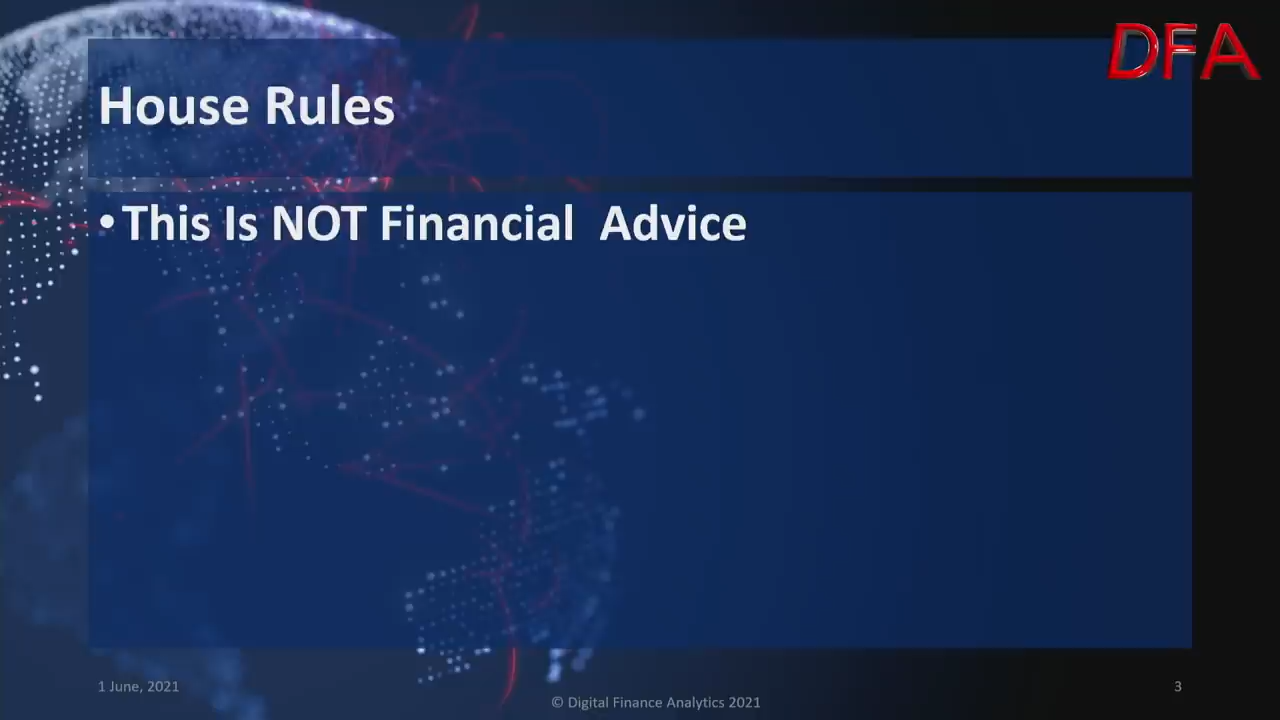 DFA
House Rules
• This Is NOT Financial  Advice
1 June, 2021
© Digital Finance Analytics 2021
3